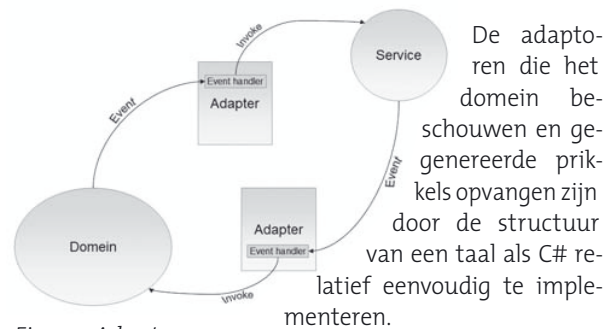 Invoke
Service
Event handler
Adapter
Event
Event
Adapter
Event handler
Domein
Invoke
De adapto-
ren die het
domein be-
schouwen en ge-
genereerde prik-
kels opvangen zijn
door de structuur
van een taal als C# re-
latief eenvoudig te imple-
menteren.